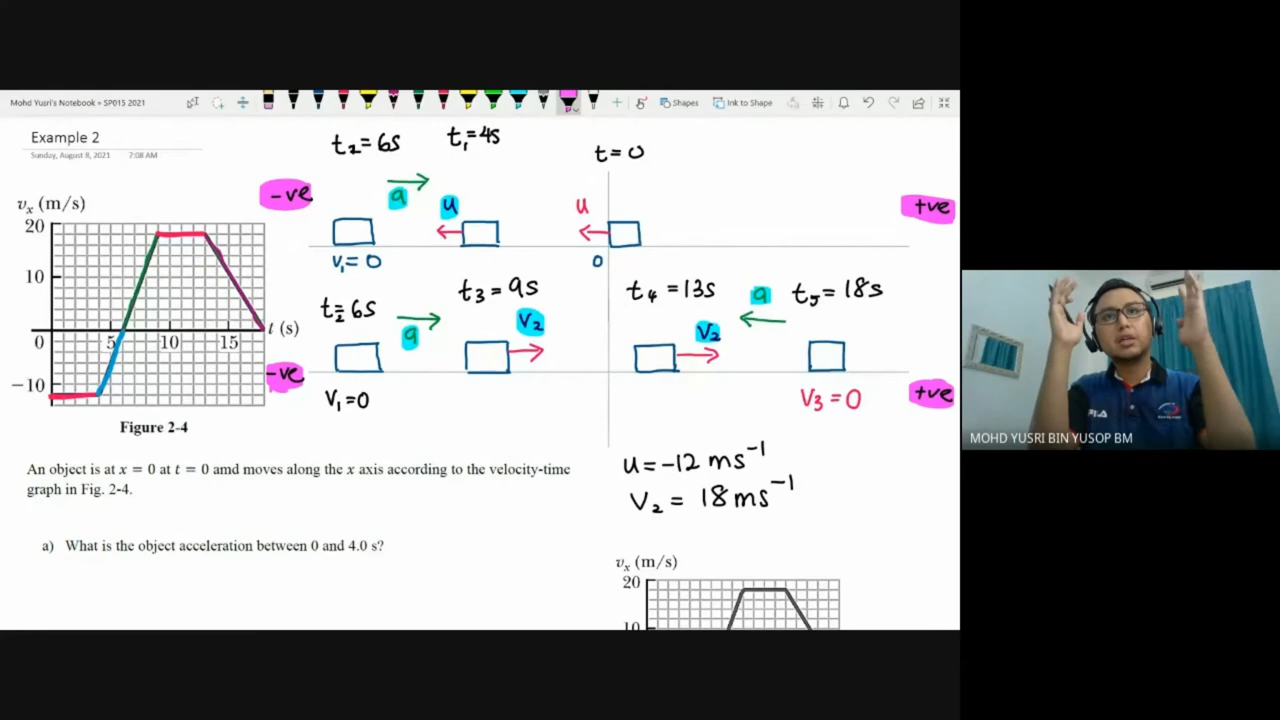 Mohd Yusri's Notebook » SP015 2021
Shapes
Ink to Shape
Example 2
Sunday, August 8, 2021 7:08 AM
t₂ = 6s
t₁ = 4s
t = 0
-ve
a
u
u
+ve
v₁ = 0
0
vₓ (m/s)
20
10
0
5
10
15
t (s)
−10
Figure 2-4
t₂ = 6s
t₃ = 9s
t₄ = 13s
t₅ = 18s
a
v₂
v₂
a
-ve
v₁ = 0
v₃ = 0
+ve
u = -12 ms⁻¹
v₂ = 18 ms⁻¹
An object is at x = 0 at t = 0 amd moves along the x axis according to the velocity-time
graph in Fig. 2-4.
a) What is the object acceleration between 0 and 4.0 s?
vₓ (m/s)
20
10
MOHD YUSRI BIN YUSOP BM